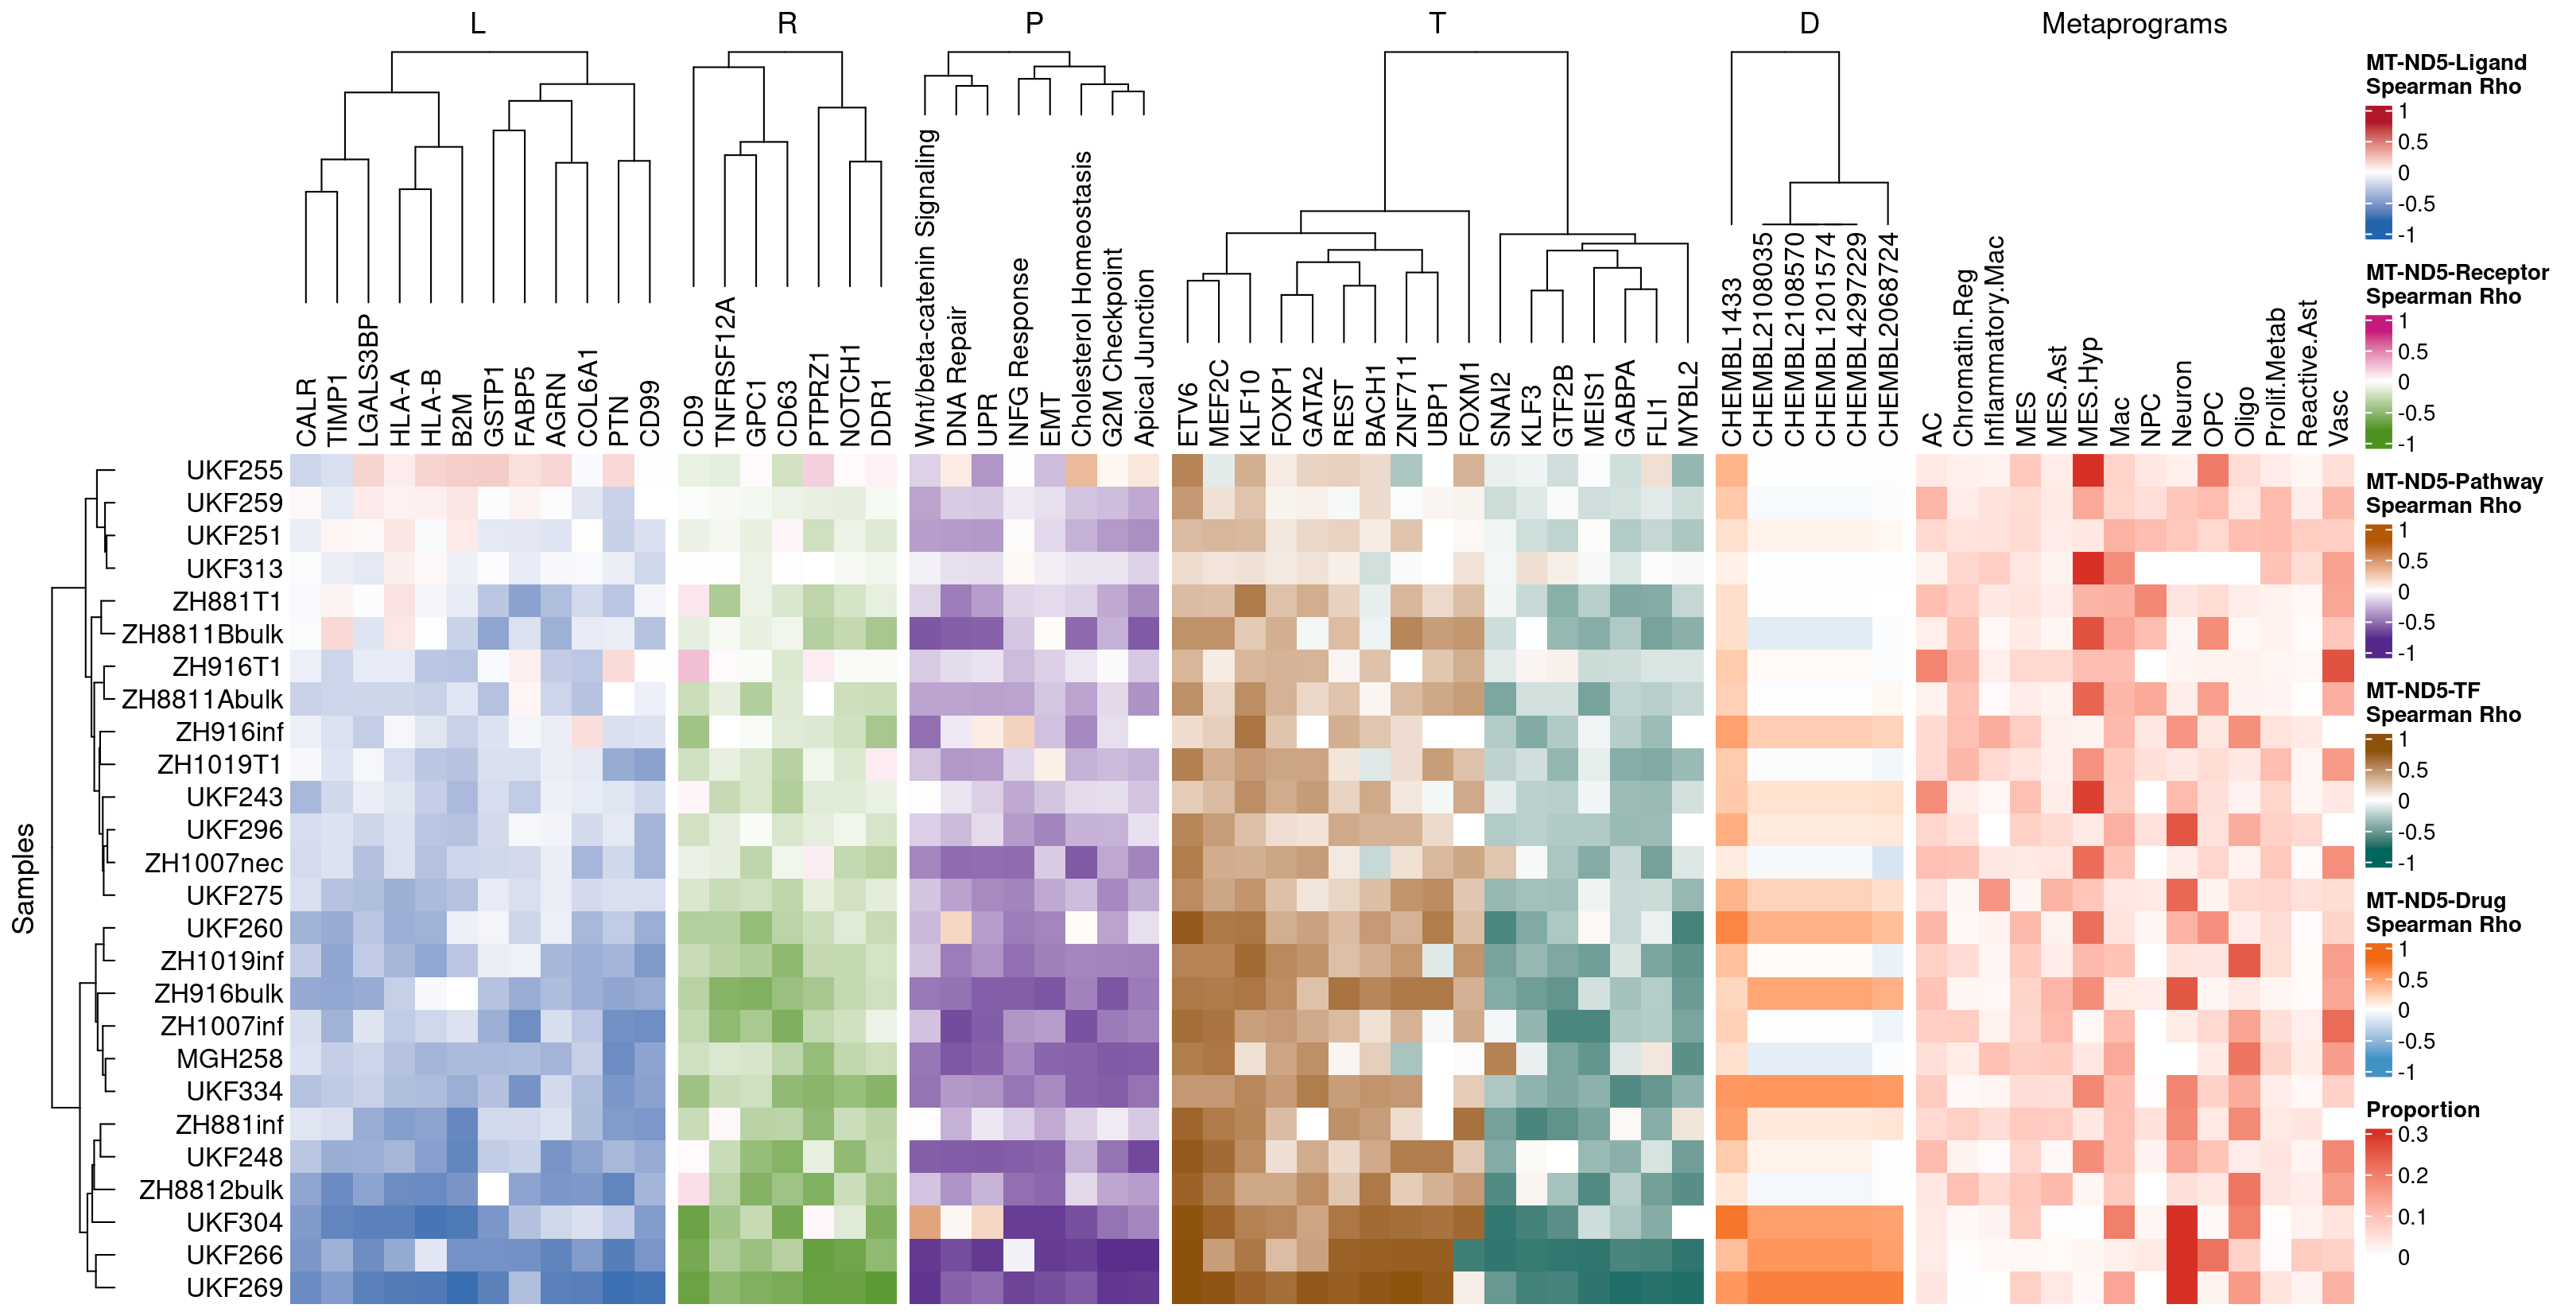 L R P T D Metaprograms
CALR
TIMP1
LGALS3BP
HLA-A
HLA-B
B2M
GSTP1
FABP5
AGRN
COL6A1
PTN
CD99
CD9
TNFRSF12A
GPC1
CD63
PTPRZ1
NOTCH1
DDR1
Wnt/beta-catenin Signaling
DNA Repair
UPR
INFG Response
EMT
Cholesterol Homeostasis
G2M Checkpoint
Apical Junction
ETV6
MEF2C
KLF10
FOXP1
GATA2
REST
BACH1
ZNF711
UBP1
FOXM1
SNAI2
KLF3
GTF2B
MEIS1
GABPA
FLI1
MYBL2
CHEMBL1433
CHEMBL2108035
CHEMBL2108570
CHEMBL1201574
CHEMBL4297229
CHEMBL2068724
AC
Chromatin.Reg
Inflammatory.Mac
MES
MES.Ast
MES.Hyp
Mac
NPC
Neuron
OPC
Oligo
Prolif.Metab
Reactive.Ast
Vasc
Samples
UKF255
UKF259
UKF251
UKF313
ZH881T1
ZH8811Bbulk
ZH916T1
ZH8811Abulk
ZH916inf
ZH1019T1
UKF243
UKF296
ZH1007nec
UKF275
UKF260
ZH1019inf
ZH916bulk
ZH1007inf
MGH258
UKF334
ZH881inf
UKF248
ZH8812bulk
UKF304
UKF266
UKF269
MT-ND5-Ligand
Spearman Rho
1
0.5
0
-0.5
-1
MT-ND5-Receptor
Spearman Rho
1
0.5
0
-0.5
-1
MT-ND5-Pathway
Spearman Rho
1
0.5
0
-0.5
-1
MT-ND5-TF
Spearman Rho
1
0.5
0
-0.5
-1
MT-ND5-Drug
Spearman Rho
1
0.5
0
-0.5
-1
Proportion
0.3
0.2
0.1
0